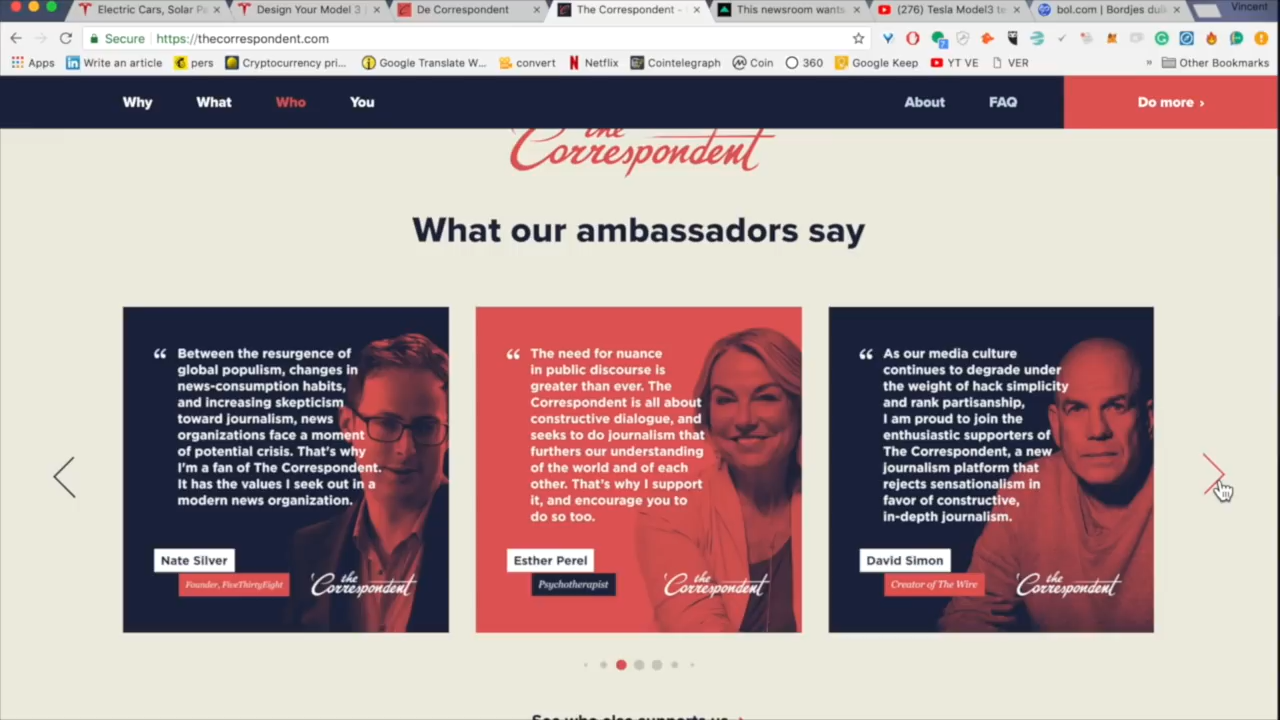 Electric Cars, Solar Pa
Design Your Model 3 |
De Correspondent
The Correspondent –
This newsroom wants
(276) Tesla Model3 te
bol.com | Bordjes dui
Vincent
Secure
https://thecorrespondent.com
Apps
Write an article
pers
Cryptocurrency pri...
Google Translate W...
convert
Netflix
Cointelegraph
Coin
360
Google Keep
YT VE
VER
»
Other Bookmarks
Why
What
Who
You
About
FAQ
Do more ›
the
Correspondent
What our ambassadors say
“ Between the resurgence of
global populism, changes in
news-consumption habits,
and increasing skepticism
toward journalism, news
organizations face a moment
of potential crisis. That's why
I'm a fan of The Correspondent.
It has the values I seek out in a
modern news organization.
Nate Silver
Founder, FiveThirtyEight
the
Correspondent
“ The need for nuance
in public discourse is
greater than ever. The
Correspondent is all about
constructive dialogue, and
seeks to do journalism that
furthers our understanding
of the world and of each
other. That's why I support
it, and encourage you to
do so too.
Esther Perel
Psychotherapist
the
Correspondent
“ As our media culture
continues to degrade under
the weight of hack simplicity
and rank partisanship,
I am proud to join the
enthusiastic supporters of
The Correspondent, a new
journalism platform that
rejects sensationalism in
favor of constructive,
in-depth journalism.
David Simon
Creator of The Wire
the
Correspondent
See who else supports us ›